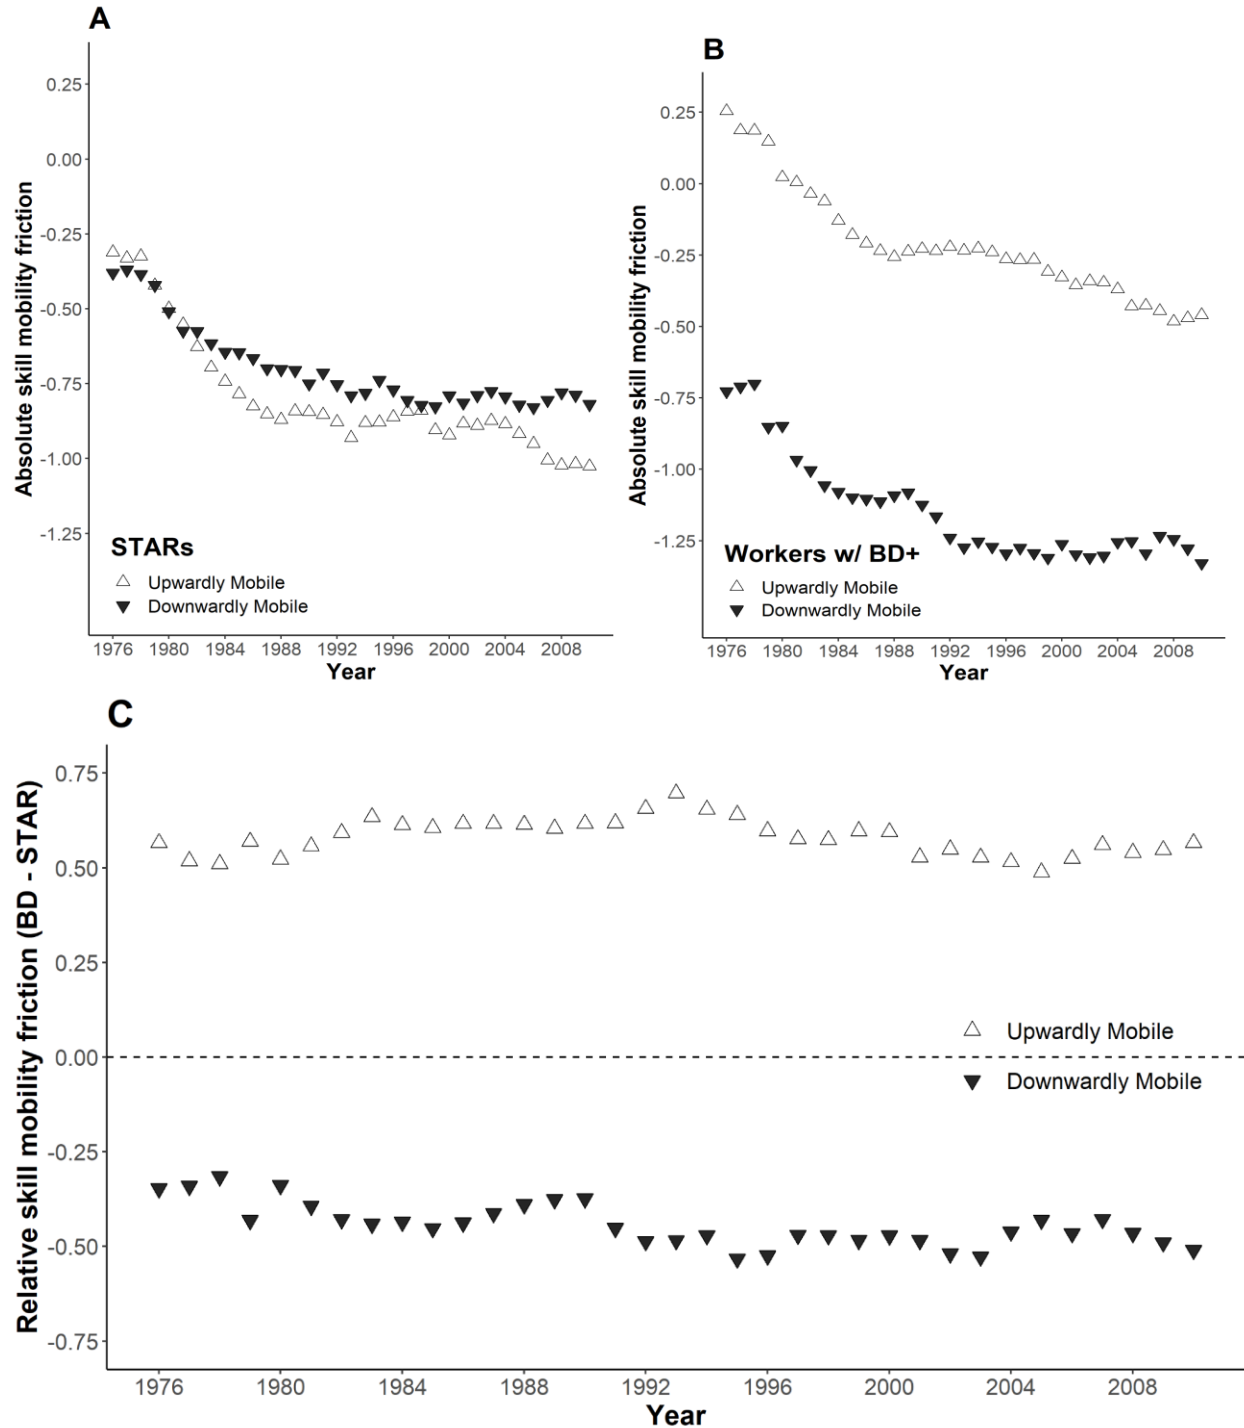 A
Absolute skill mobility friction
0.25
0.00
-0.25
-0.50
-0.75
-1.00
-1.25
STARs
Upwardly Mobile
Downwardly Mobile
1976 1980 1984 1988 1992 1996 2000 2004 2008
Year
B
Absolute skill mobility friction
0.25
0.00
-0.25
-0.50
-0.75
-1.00
-1.25
Workers w/ BD+
Upwardly Mobile
Downwardly Mobile
1976 1980 1984 1988 1992 1996 2000 2004 2008
Year
C
Relative skill mobility friction (BD - STAR)
0.75
0.50
0.25
0.00
-0.25
-0.50
-0.75
Upwardly Mobile
Downwardly Mobile
1976 1980 1984 1988 1992 1996 2000 2004 2008
Year